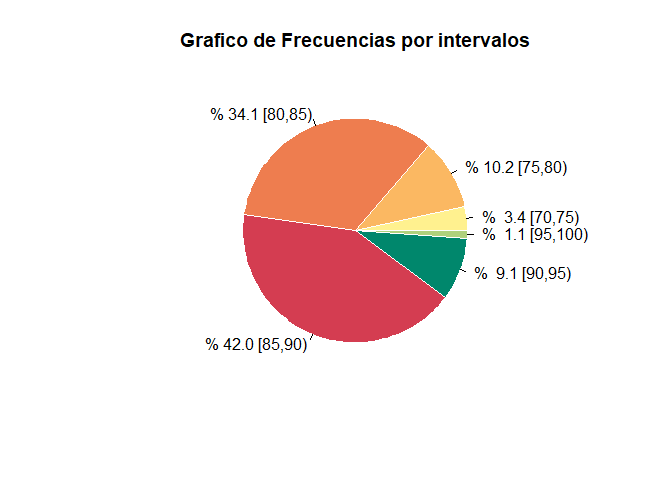 Grafico de Frecuencias por intervalos
% 34.1 [80,85)
% 10.2 [75,80)
%  3.4 [70,75)
%  1.1 [95,100)
%  9.1 [90,95)
% 42.0 [85,90)